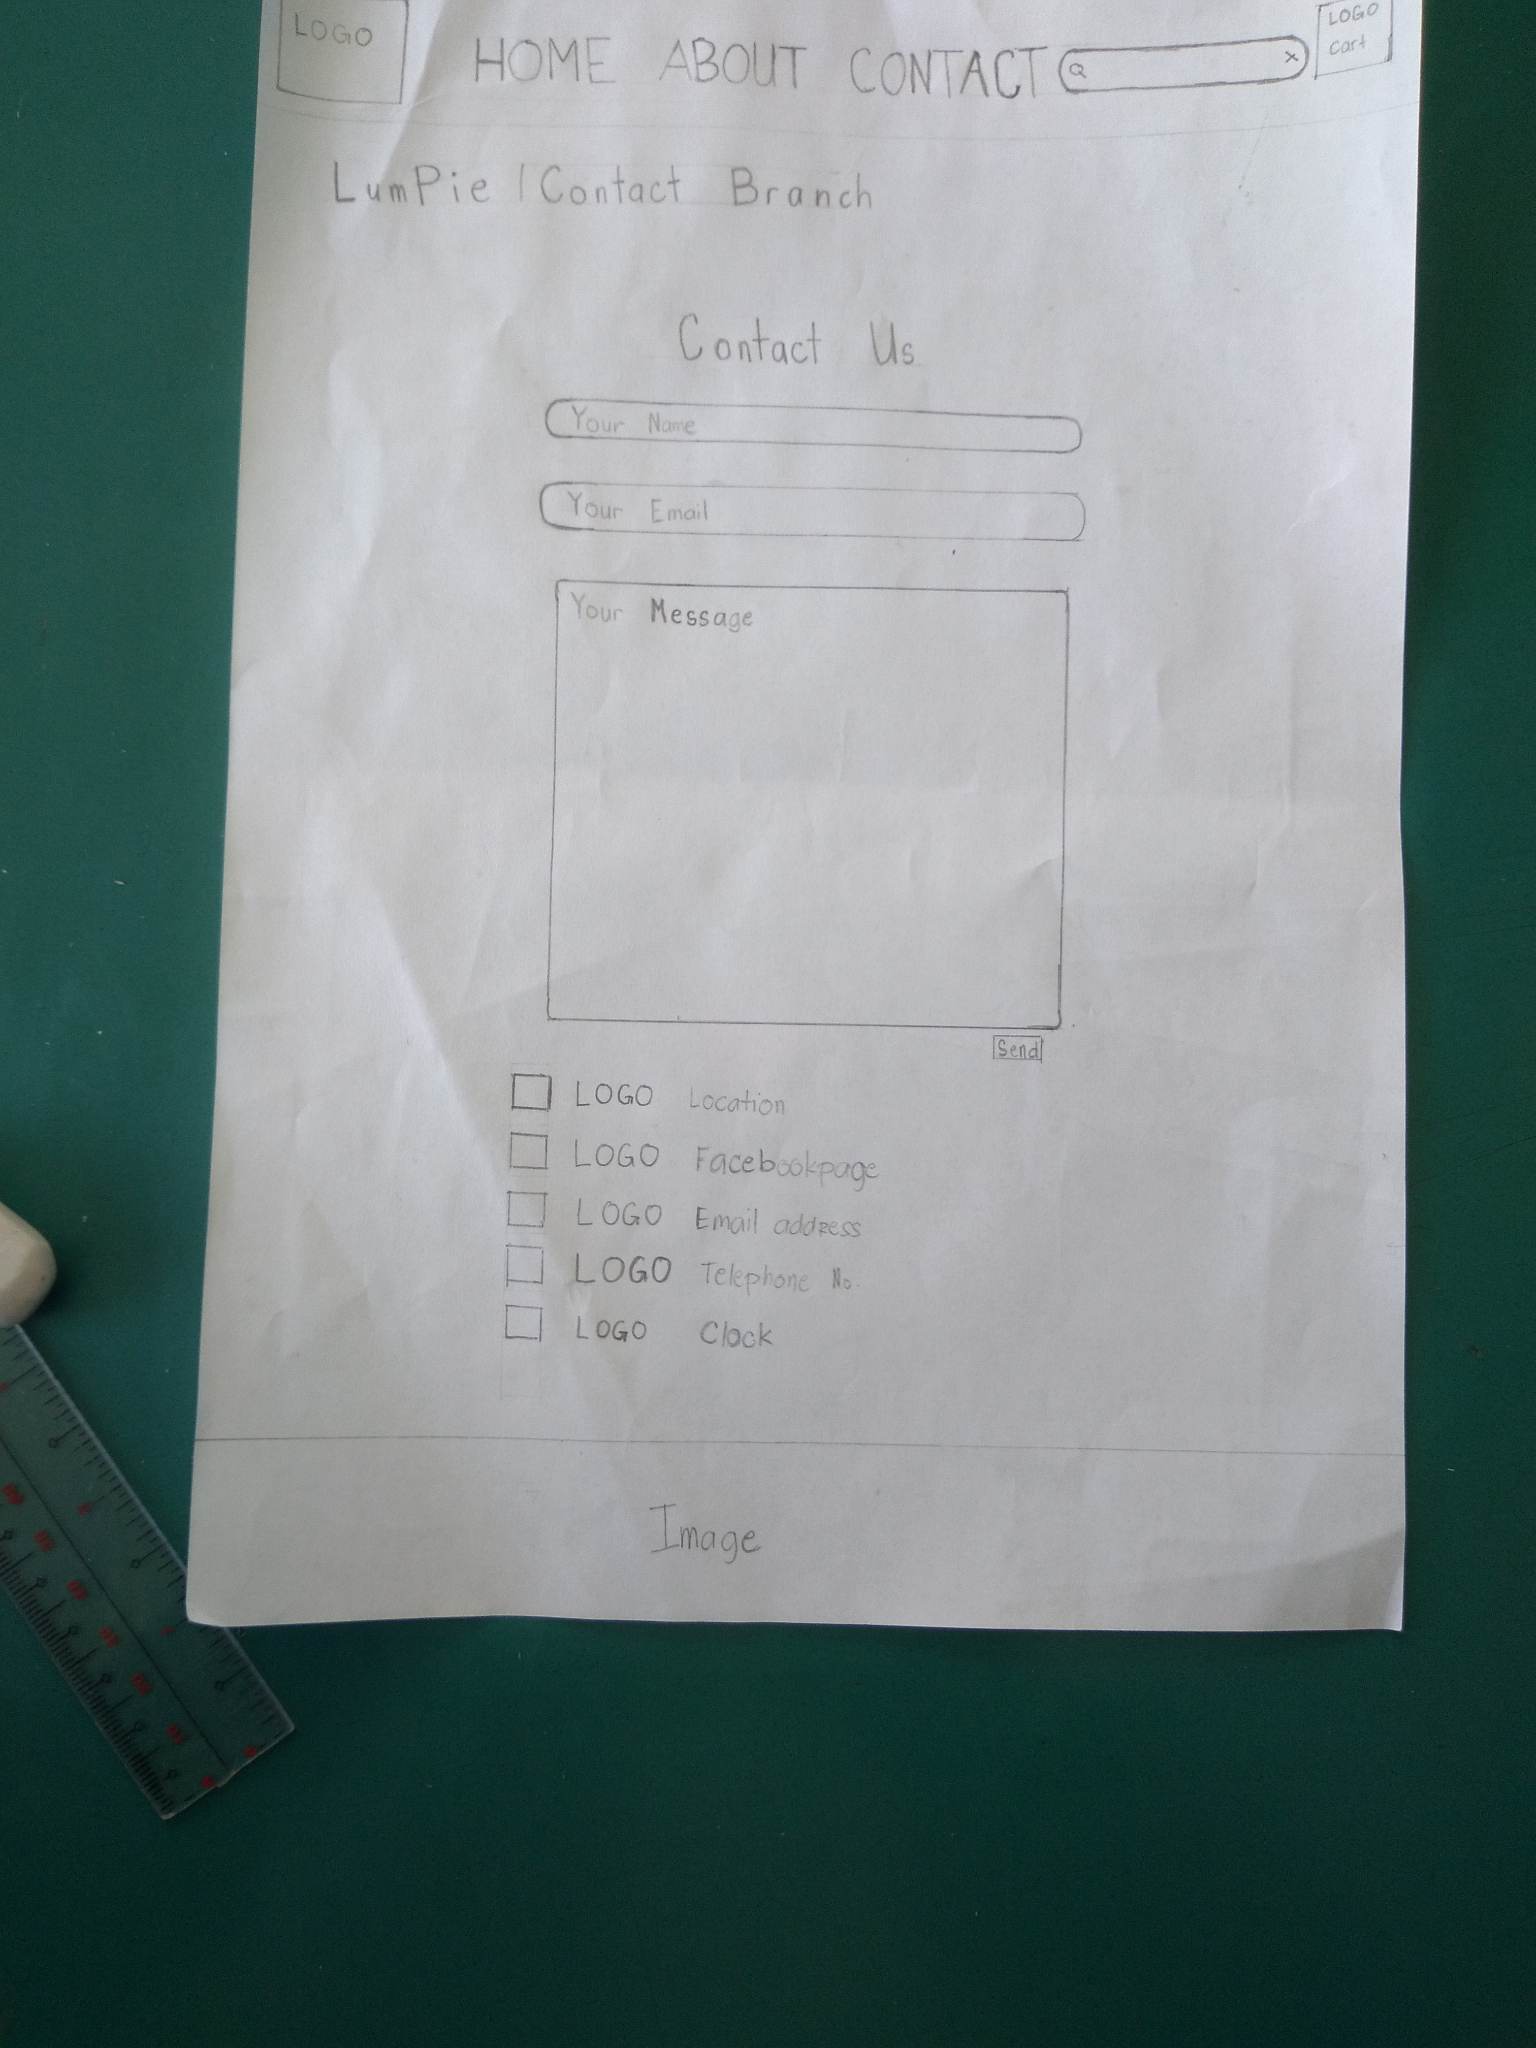 LOGO HOME ABOUT CONTACT LOGO
cart
LumPie | Contact Branch
Contact Us
Your Name
Your Email
Your Message
Send
LOGO Location
LOGO Facebookpage
LOGO Email address
LOGO Telephone No.
LOGO Clock
Image